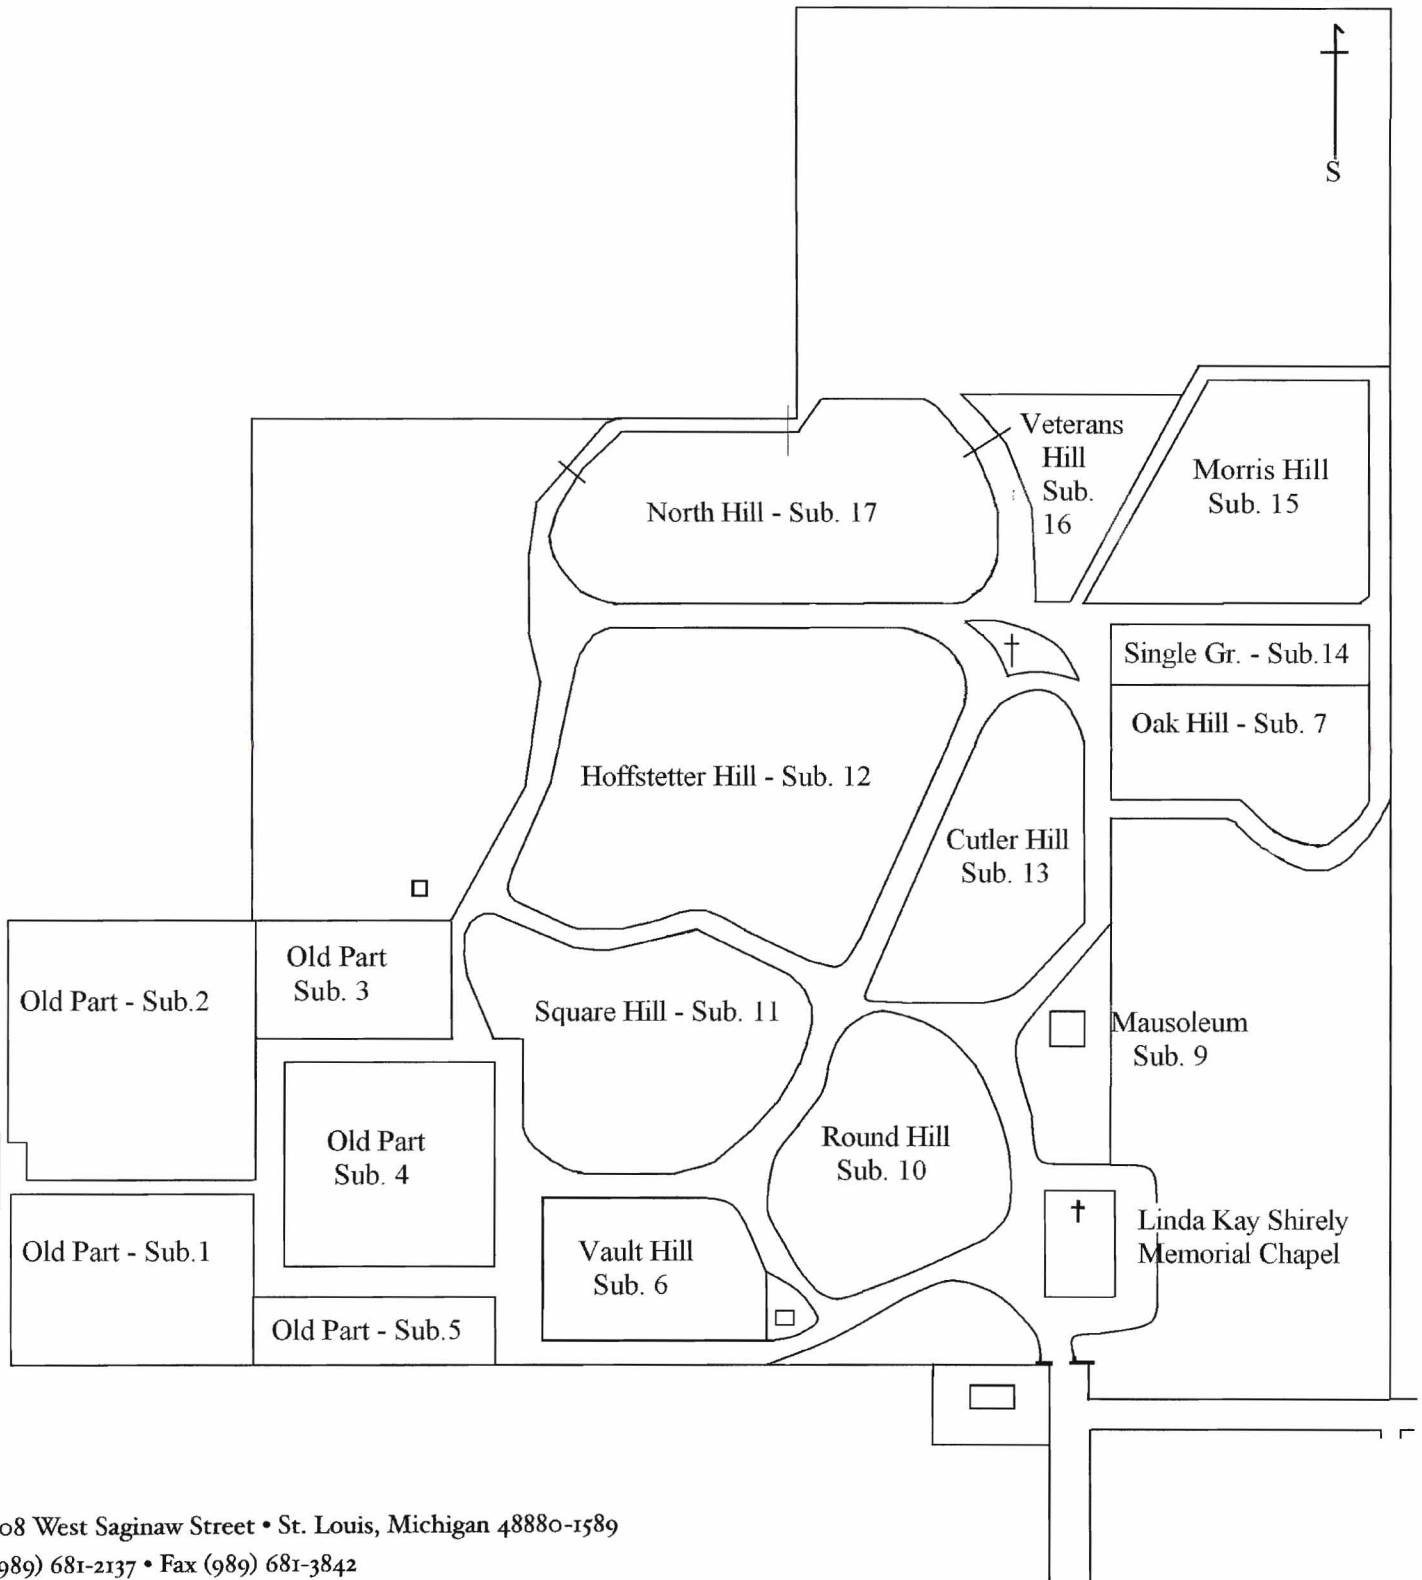 S
Veterans
Hill
Sub.
16
Morris Hill
Sub. 15
North Hill - Sub. 17
Single Gr. - Sub.14
Oak Hill - Sub. 7
Hoffstetter Hill - Sub. 12
Cutler Hill
Sub. 13
Old Part
Sub. 3
Old Part - Sub.2
Square Hill - Sub. 11
Mausoleum
Sub. 9
Old Part
Sub. 4
Round Hill
Sub. 10
Linda Kay Shirely
Memorial Chapel
Old Part - Sub.1
Vault Hill
Sub. 6
Old Part - Sub.5
08 West Saginaw Street • St. Louis, Michigan 48880-1589
989) 681-2137 • Fax (989) 681-3842